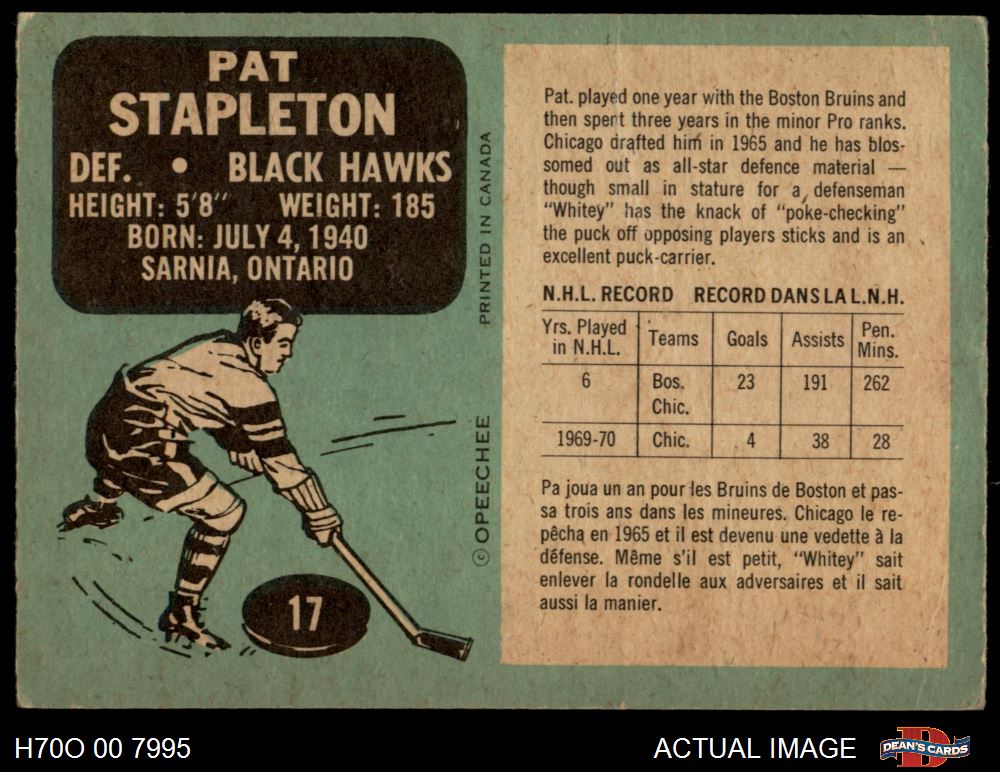 PAT
STAPLETON
DEF. • BLACK HAWKS
HEIGHT: 5'8" WEIGHT: 185
BORN: JULY 4, 1940
SARNIA, ONTARIO
PRINTED IN CANADA
© OPEECHEE
17
Pat. played one year with the Boston Bruins and
then spent three years in the minor Pro ranks.
Chicago drafted him in 1965 and he has blos-
somed out as all-star defence material —
though small in stature for a defenseman
"Whitey" has the knack of "poke-checking"
the puck off opposing players sticks and is an
excellent puck-carrier.
N.H.L. RECORD RECORD DANS LA L.N.H.
Yrs. Played in N.H.L. Teams Goals Assists Pen. Mins.
6 Bos. Chic. 23 191 262
1969-70 Chic. 4 38 28
Pa joua un an pour les Bruins de Boston et pas-
sa trois ans dans les mineures. Chicago le re-
pêcha en 1965 et il est devenu une vedette à la
défense. Même s'il est petit, "Whitey" sait
enlever la rondelle aux adversaires et il sait
aussi la manier.
H70O 00 7995
ACTUAL IMAGE
DEAN'S CARDS